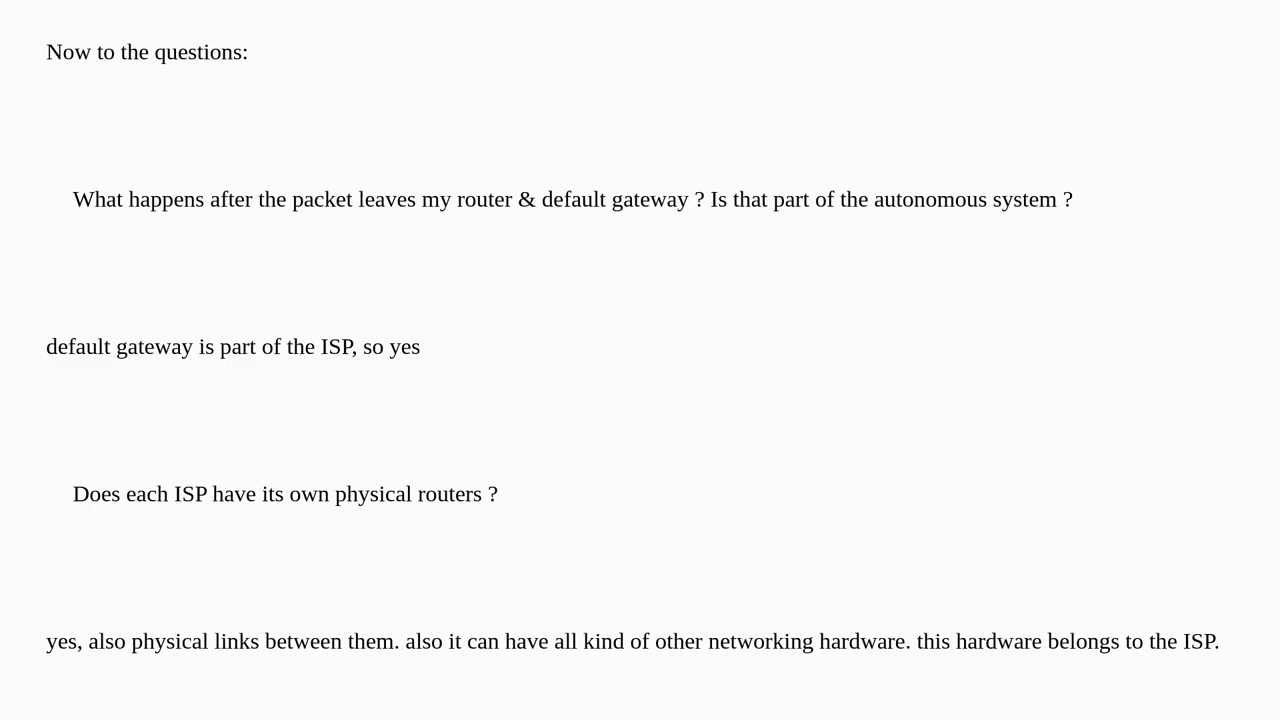 Now to the questions:
What happens after the packet leaves my router & default gateway ? Is that part of the autonomous system ?
default gateway is part of the ISP, so yes
Does each ISP have its own physical routers ?
yes, also physical links between them. also it can have all kind of other networking hardware. this hardware belongs to the ISP.